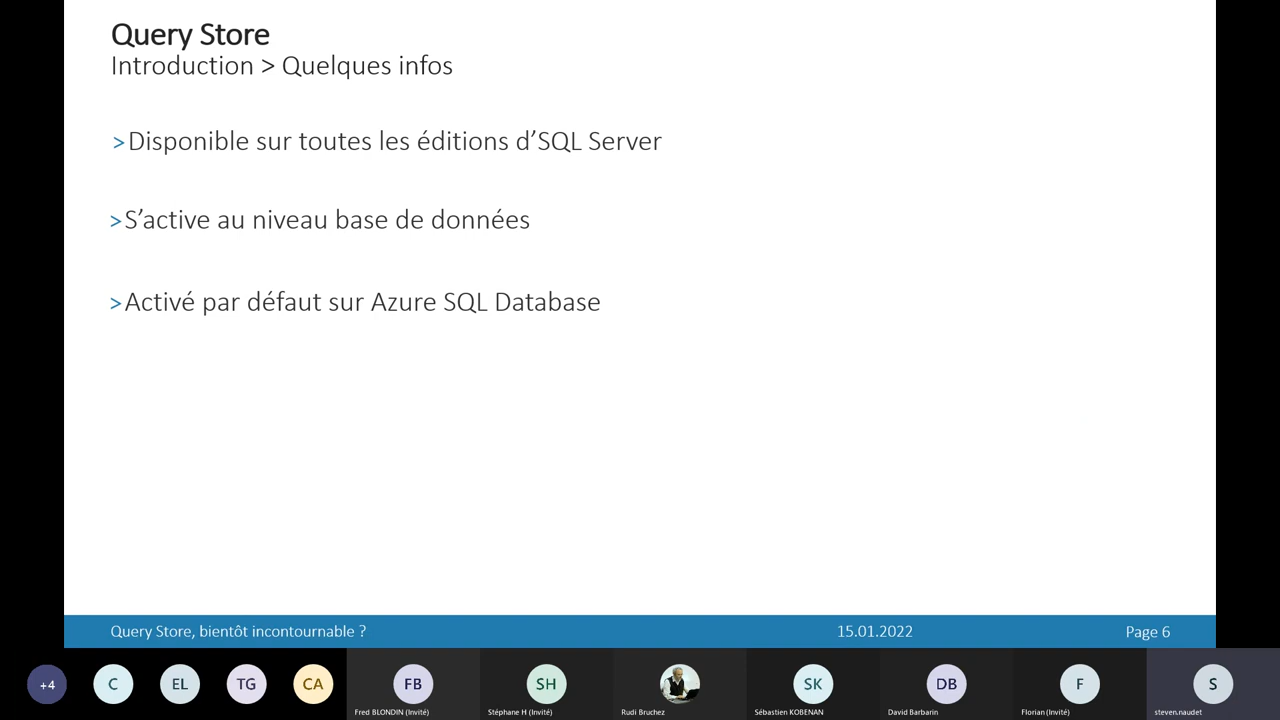 Query Store
Introduction > Quelques infos
>Disponible sur toutes les éditions d’SQL Server
>S’active au niveau base de données
>Activé par défaut sur Azure SQL Database
Query Store, bientôt incontournable ?
15.01.2022
Page 6
+4
C
EL
TG
CA
FB
SH
SK
DB
F
S
Fred BLONDIN (Invité)
Stéphane H (Invité)
Rudi Bruchez
Sébastien KOBENAN
David Barbarin
Florian (Invité)
steven.naudet